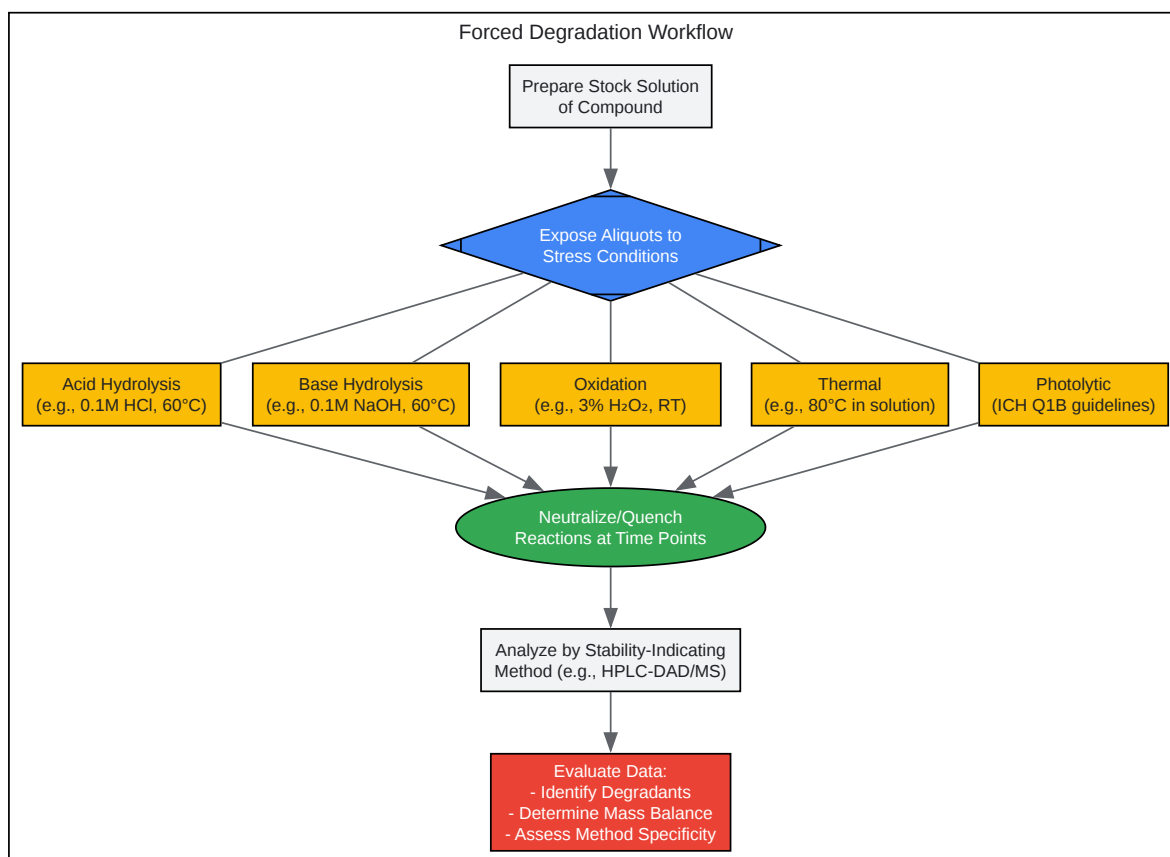 Forced Degradation Workflow
Prepare Stock Solution
of Compound
Expose Aliquots to
Stress Conditions
Acid Hydrolysis
(e.g., 0.1M HCl, 60°C)
Base Hydrolysis
(e.g., 0.1M NaOH, 60°C)
Oxidation
(e.g., 3% H₂O₂, RT)
Thermal
(e.g., 80°C in solution)
Photolytic
(ICH Q1B guidelines)
Neutralize/Quench
Reactions at Time Points
Analyze by Stability-Indicating
Method (e.g., HPLC-DAD/MS)
Evaluate Data:
- Identify Degradants
- Determine Mass Balance
- Assess Method Specificity